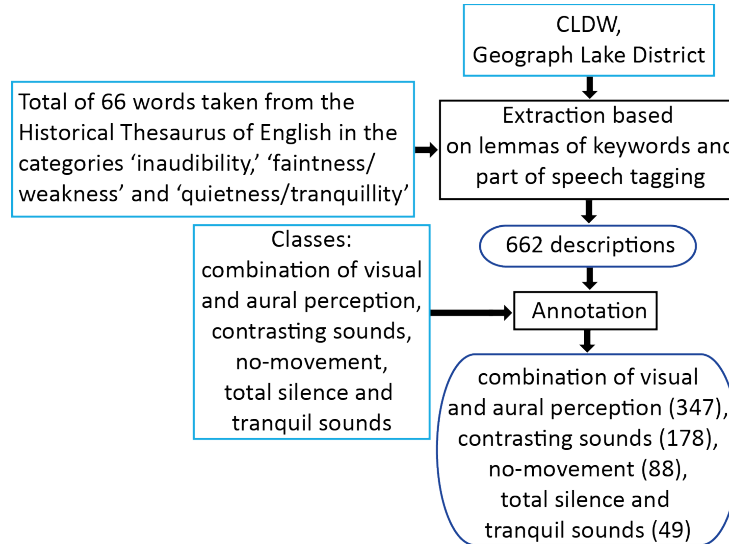 CLDW,
Geograph Lake District
Total of 66 words taken from the
Historical Thesaurus of English in the
categories ‘inaudibility,’ ‘faintness/
weakness’ and ‘quietness/tranquillity’
Extraction based
on lemmas of keywords and
part of speech tagging
662 descriptions
Classes:
combination of visual
and aural perception,
contrasting sounds,
no-movement,
total silence and
tranquil sounds
Annotation
combination of visual
and aural perception (347),
contrasting sounds (178),
no-movement (88),
total silence and
tranquil sounds (49)